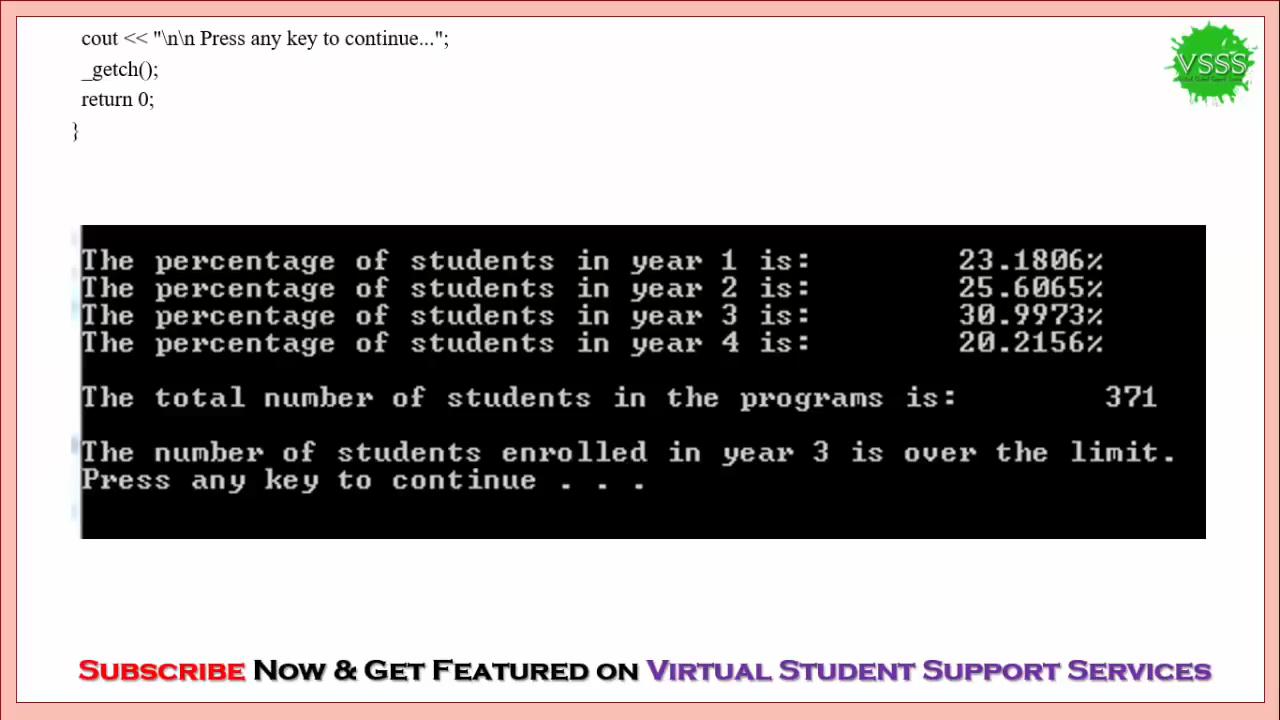 cout << "\n\n Press any key to continue...";
_getch();
return 0;
}
VSSS
The percentage of students in year 1 is: 23.1806%
The percentage of students in year 2 is: 25.6065%
The percentage of students in year 3 is: 30.9973%
The percentage of students in year 4 is: 20.2156%
The total number of students in the programs is: 371
The number of students enrolled in year 3 is over the limit.
Press any key to continue . . .
SUBSCRIBE NOW & GET FEATURED ON VIRTUAL STUDENT SUPPORT SERVICES